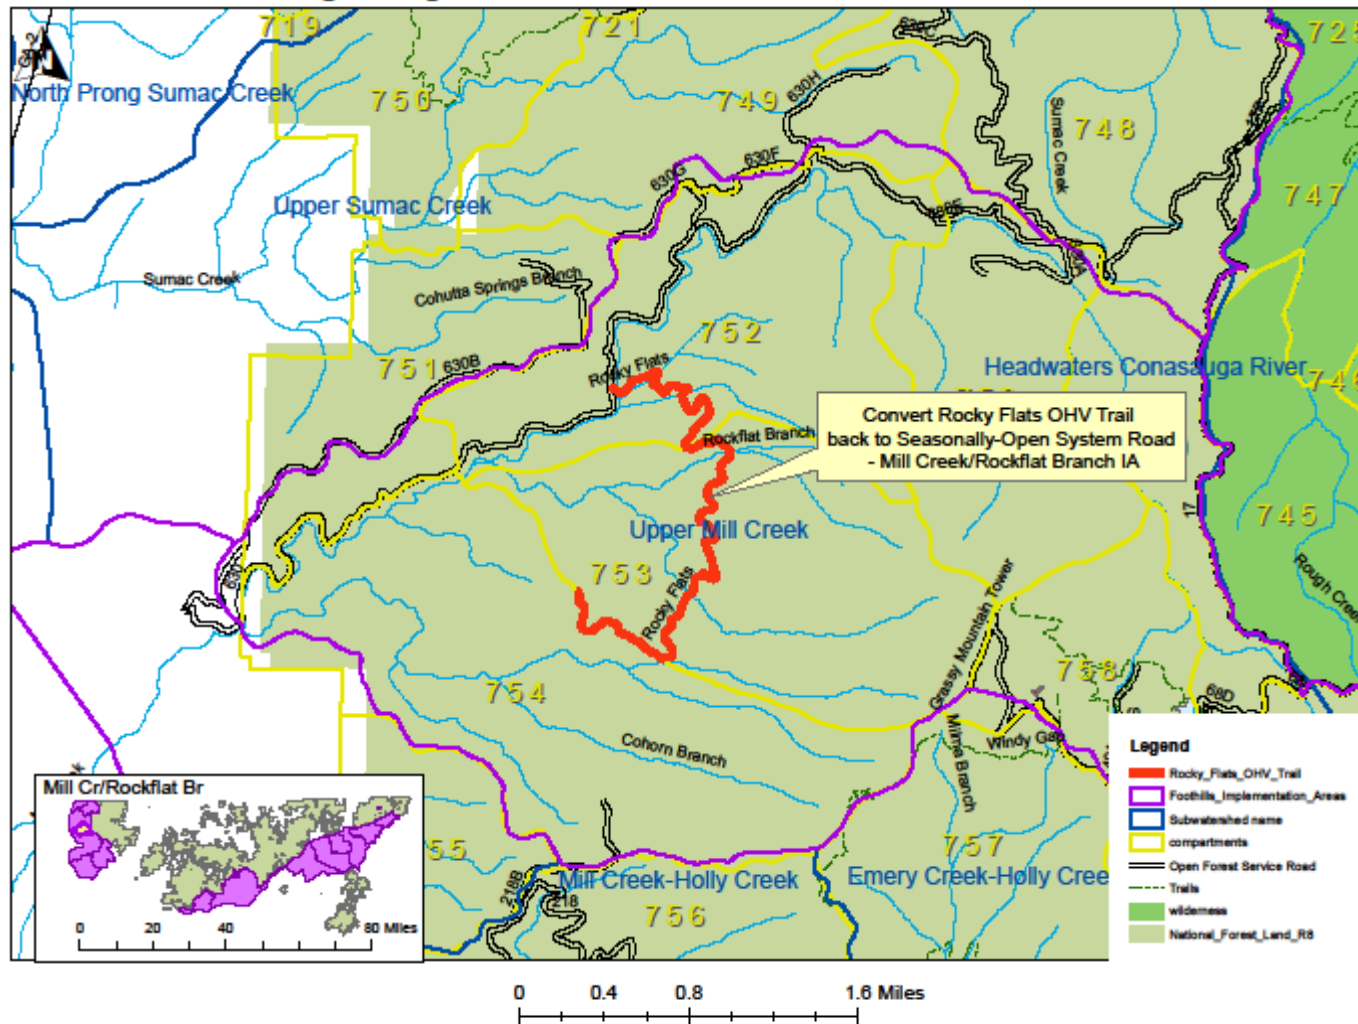 719
721
725
North Prong Sumac Creek
750
749
630H
748
Sumac Creek
747
630G
630F
Upper Sumac Creek
Sumac Creek
Cohutta Springs Branch
752
751
630B
Rocky Flats
Headwaters Conasauga River
746
Convert Rocky Flats OHV Trail
back to Seasonally-Open System Road
- Mill Creek/Rockflat Branch IA
Rockflat Branch
17
745
Upper Mill Creek
753
Rocky Flats
Rough Creek
Grassy Mountain Tower
758
754
68D
Milma Branch
Windy Gap
Cohorn Branch
Legend
Rocky_Flats_OHV_Trail
Foothills_Implementation_Areas
Subwatershed name
compartments
Open Forest Service Road
Trails
wilderness
National_Forest_Land_R8
Mill Cr/Rockflat Br
0 20 40 80 Miles
55
757
Mill Creek-Holly Creek
Emery Creek-Holly Cree
218B
218
756
0 0.4 0.8 1.6 Miles